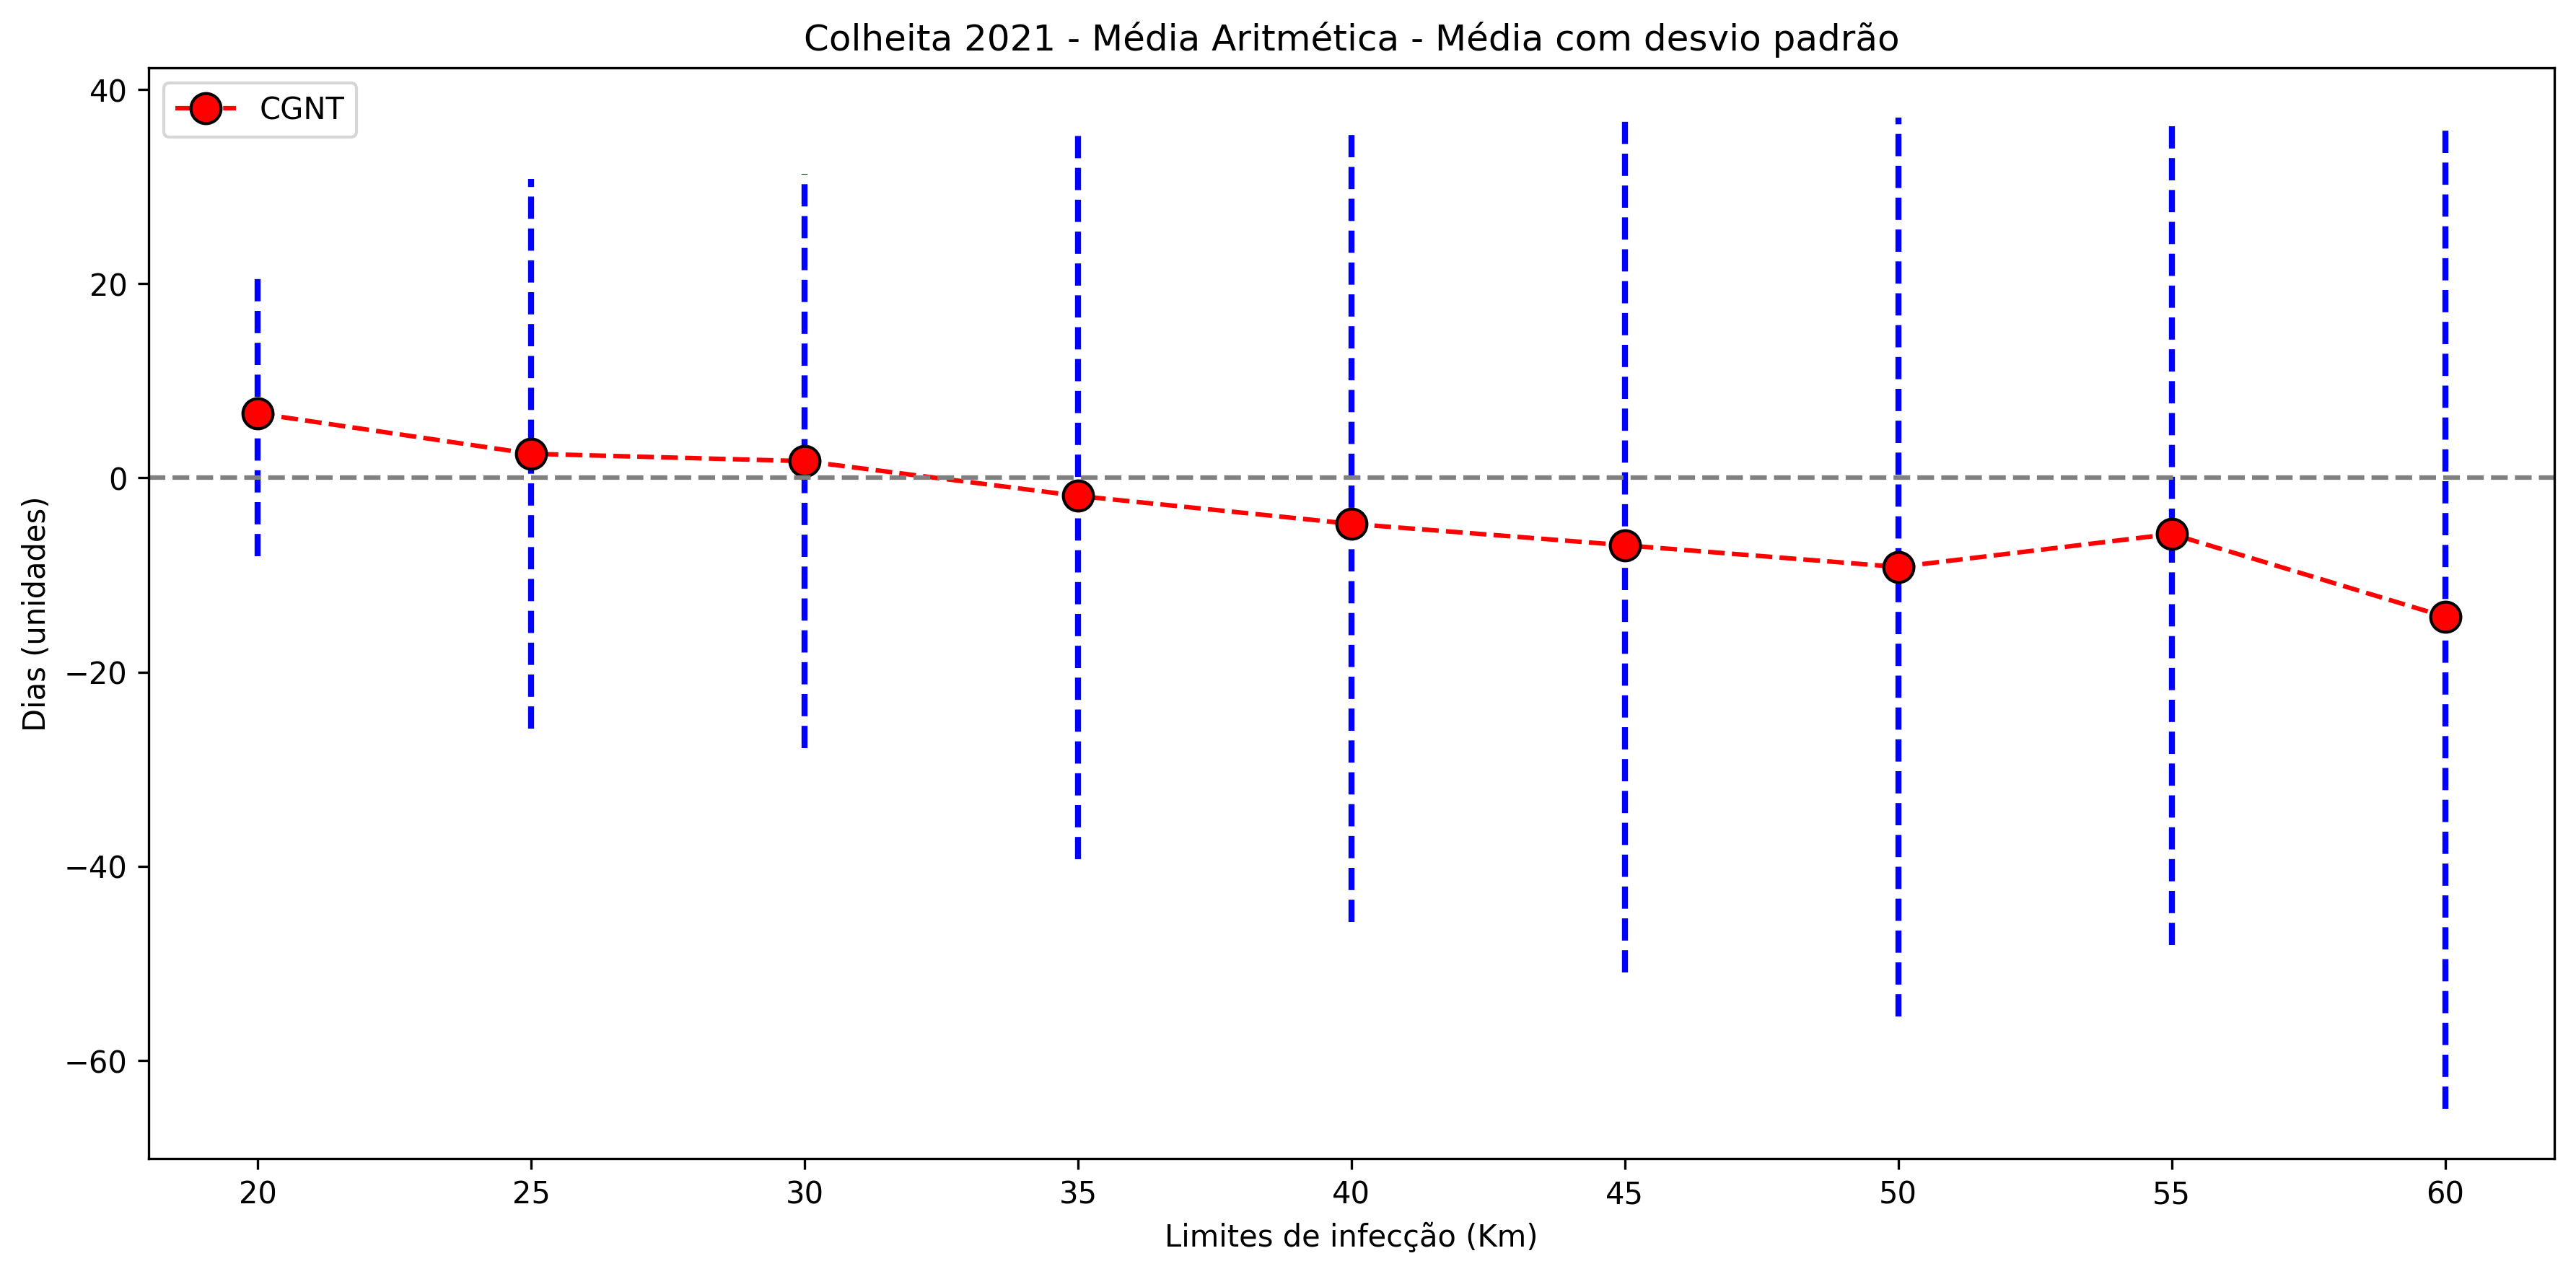 Colheita 2021 - Média Aritmética - Média com desvio padrão
CGNT
40
20
0
−20
−40
−60
Dias (unidades)
20 25 30 35 40 45 50 55 60
Limites de infecção (Km)